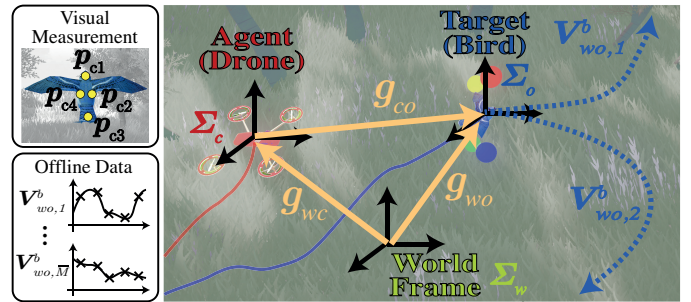 Visual
Measurement
p_c1
p_c4
p_c2
p_c3
Offline Data
V^b_wo,1
⋮
V^b_wo,M̄
Agent
(Drone)
Σ_c
Target
(Bird)
Σ_o
g_co
g_wc
g_wo
V^b_wo,1
V^b_wo,2
World
Frame
Σ_w